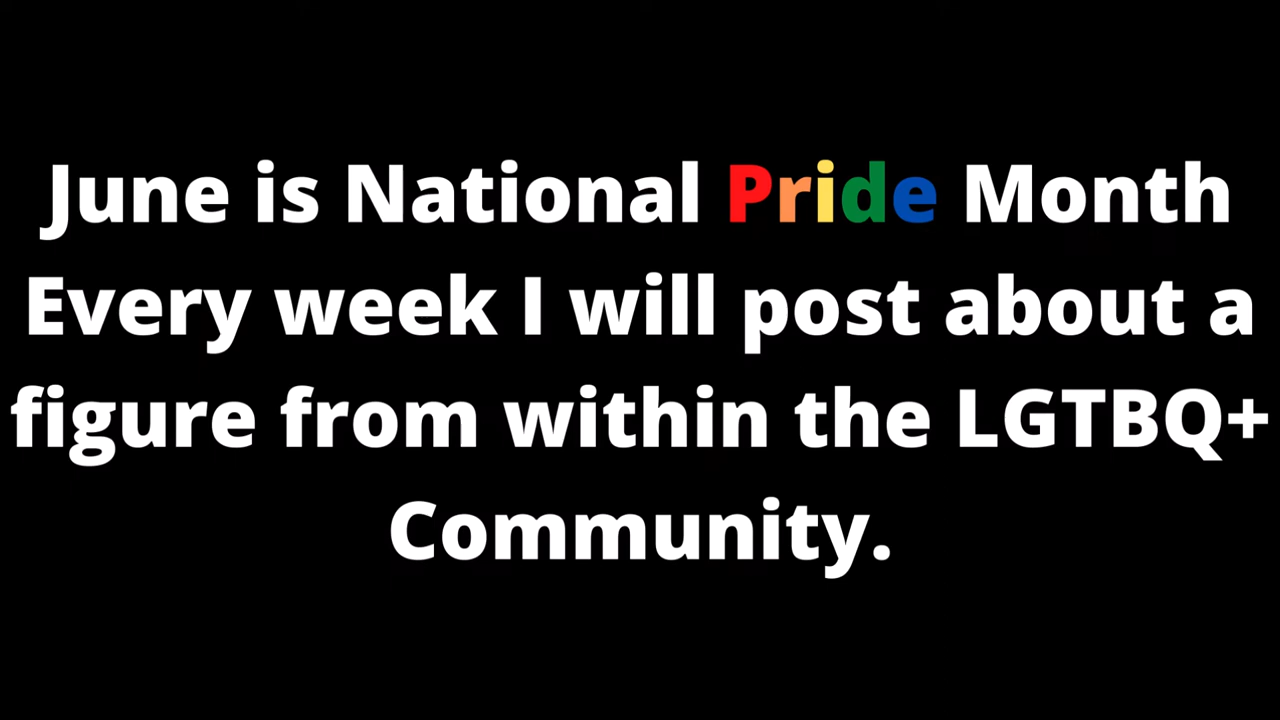 June is National Pride Month
Every week I will post about a
figure from within the LGTBQ+
Community.